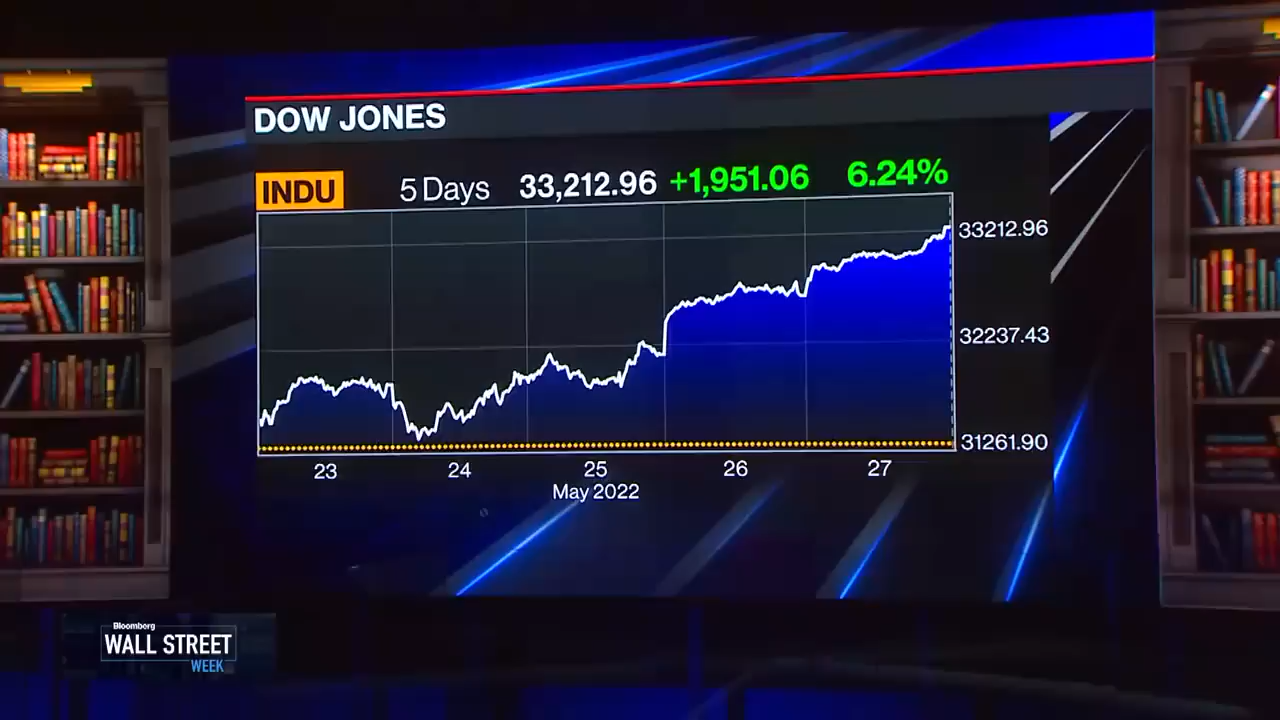 DOW JONES
INDU 5 Days 33,212.96 +1,951.06 6.24%
33212.96
32237.43
31261.90
23 24 25 26 27
May 2022
Bloomberg
WALL STREET
WEEK